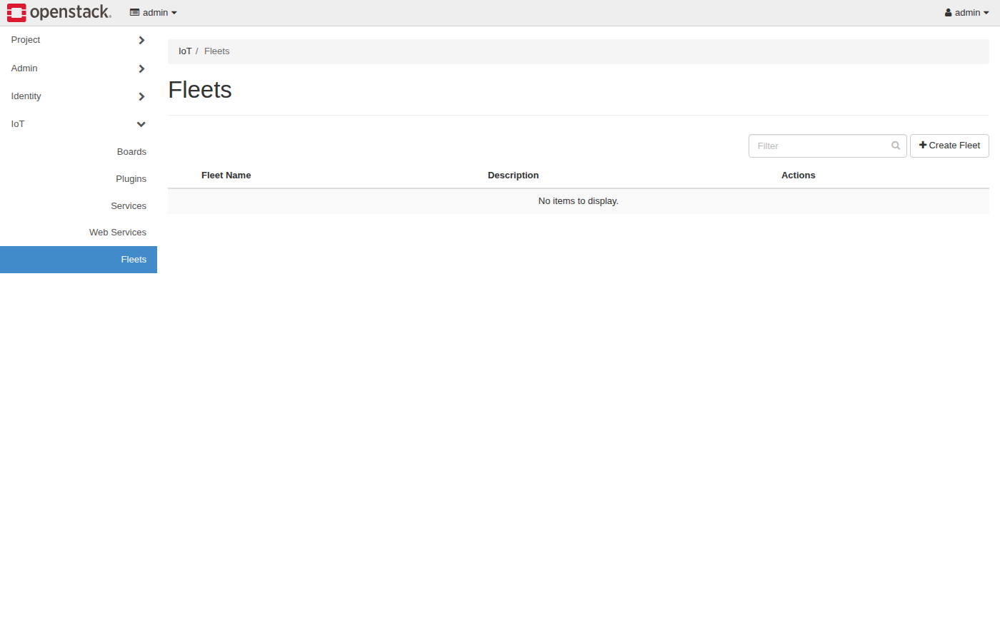 openstack.
admin
admin
Project
Admin
Identity
IoT
Boards
Plugins
Services
Web Services
Fleets
IoT / Fleets
Fleets
Filter
Create Fleet
Fleet Name Description Actions
No items to display.